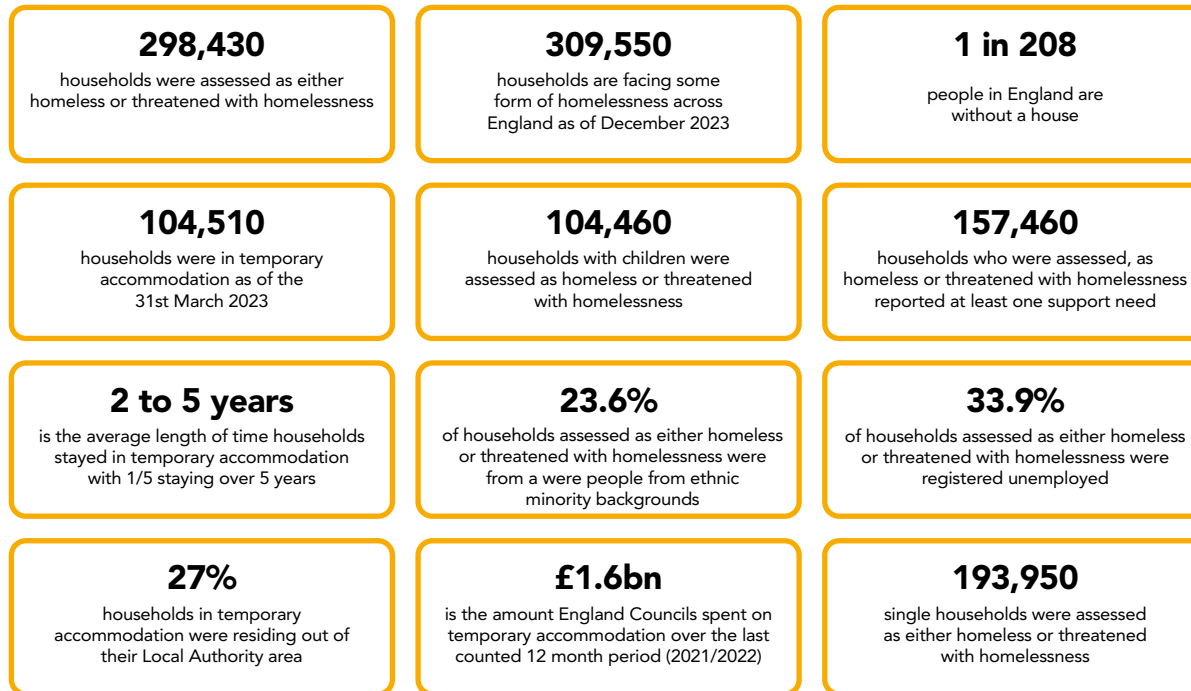 298,430
households were assessed as either
homeless or threatened with homelessness
309,550
households are facing some
form of homelessness across
England as of December 2023
1 in 208
people in England are
without a house
104,510
households were in temporary
accommodation as of the
31st March 2023
104,460
households with children were
assessed as homeless or threatened
with homelessness
157,460
households who were assessed, as
homeless or threatened with homelessness
reported at least one support need
2 to 5 years
is the average length of time households
stayed in temporary accommodation
with 1/5 staying over 5 years
23.6%
of households assessed as either homeless
or threatened with homelessness were
from a were people from ethnic
minority backgrounds
33.9%
of households assessed as either homeless
or threatened with homelessness were
registered unemployed
27%
households in temporary
accommodation were residing out of
their Local Authority area
£1.6bn
is the amount England Councils spent on
temporary accommodation over the last
counted 12 month period (2021/2022)
193,950
single households were assessed
as either homeless or threatened
with homelessness